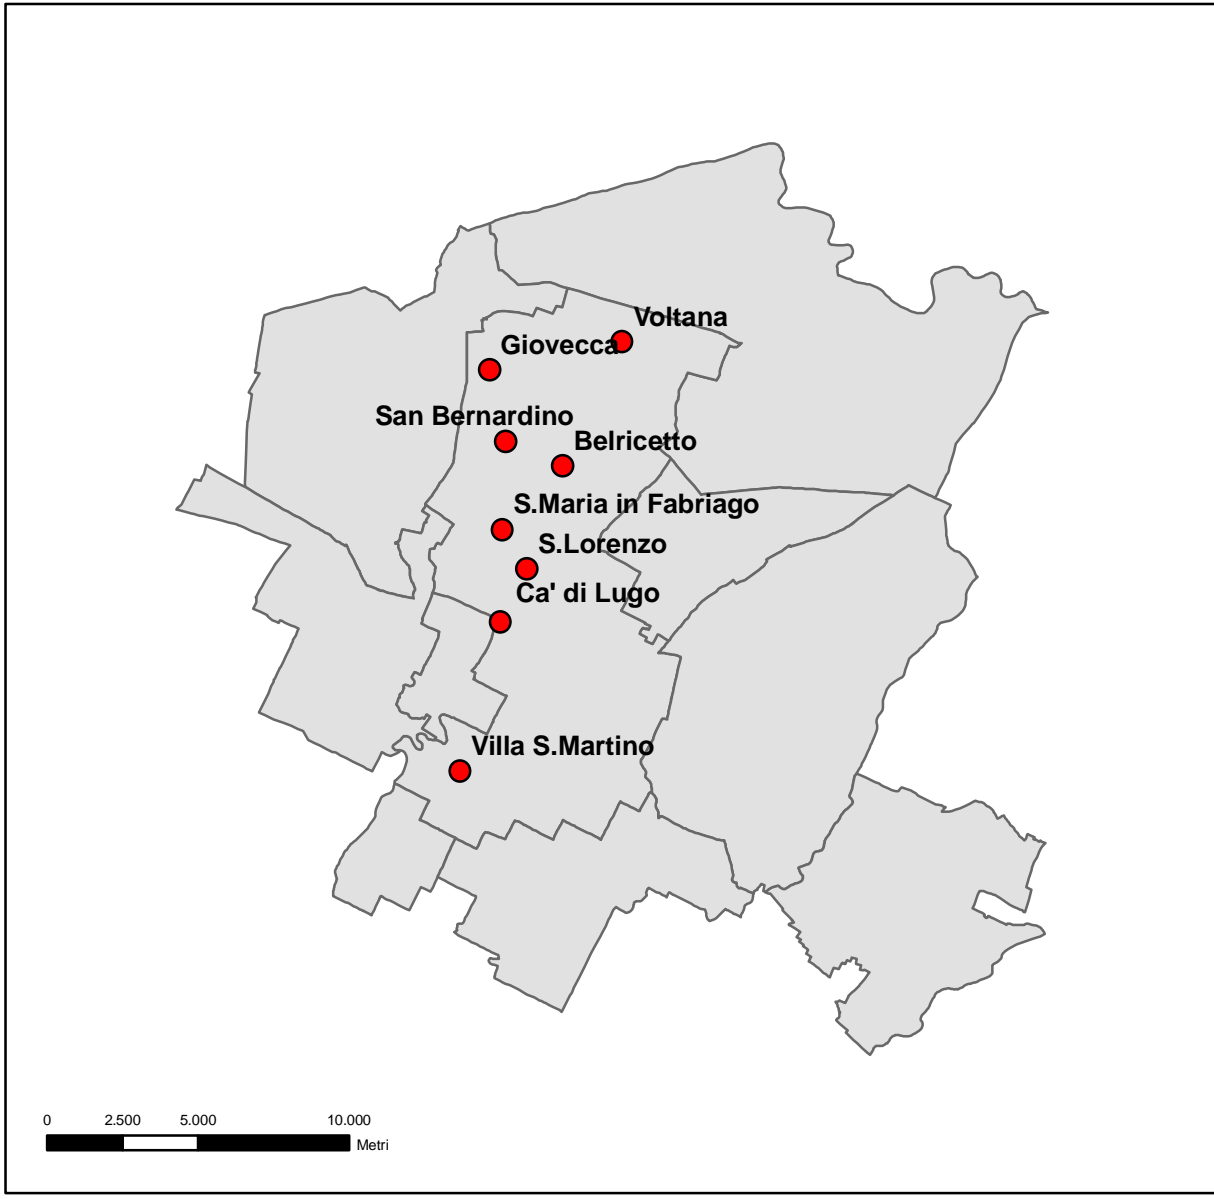 Voltana
Giovecca
San Bernardino
Belricetto
S.Maria in Fabriago
S.Lorenzo
Ca' di Lugo
Villa S.Martino
0 2.500 5.000 10.000
Metri